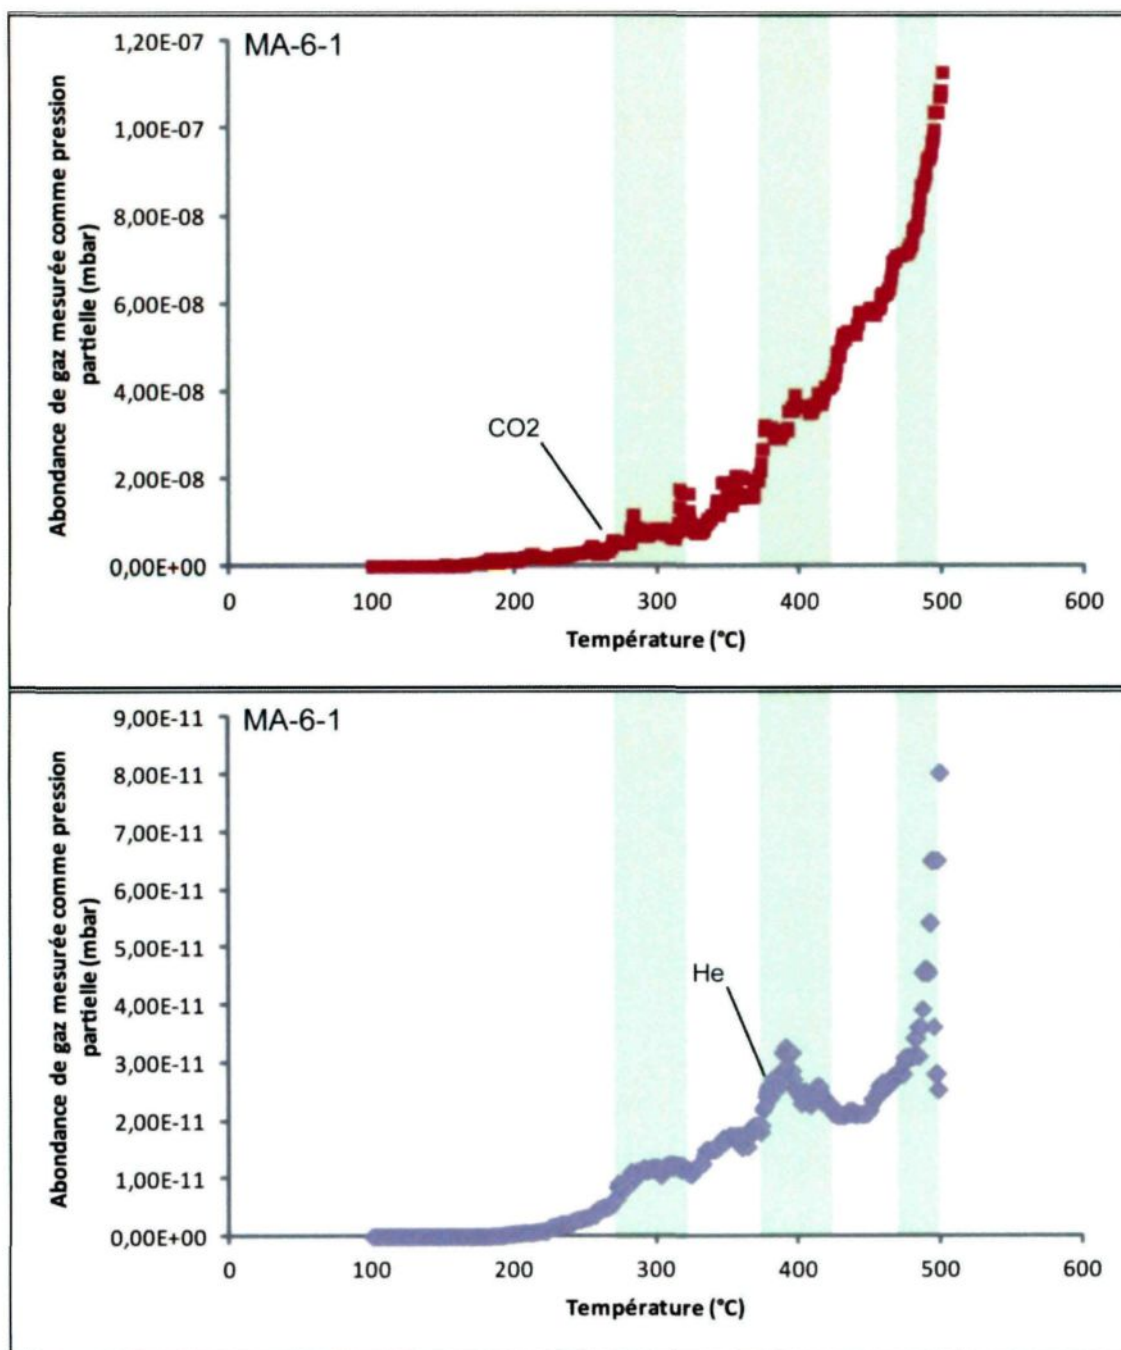 MA-6-1
Abondance de gaz mesurée comme pression
partielle (mbar)
1,20E-07
1,00E-07
8,00E-08
6,00E-08
4,00E-08
2,00E-08
0,00E+00
CO2
0 100 200 300 400 500 600
Température (°C)
MA-6-1
Abondance de gaz mesurée comme pression
partielle (mbar)
9,00E-11
8,00E-11
7,00E-11
6,00E-11
5,00E-11
4,00E-11
3,00E-11
2,00E-11
1,00E-11
0,00E+00
He
0 100 200 300 400 500 600
Température (°C)